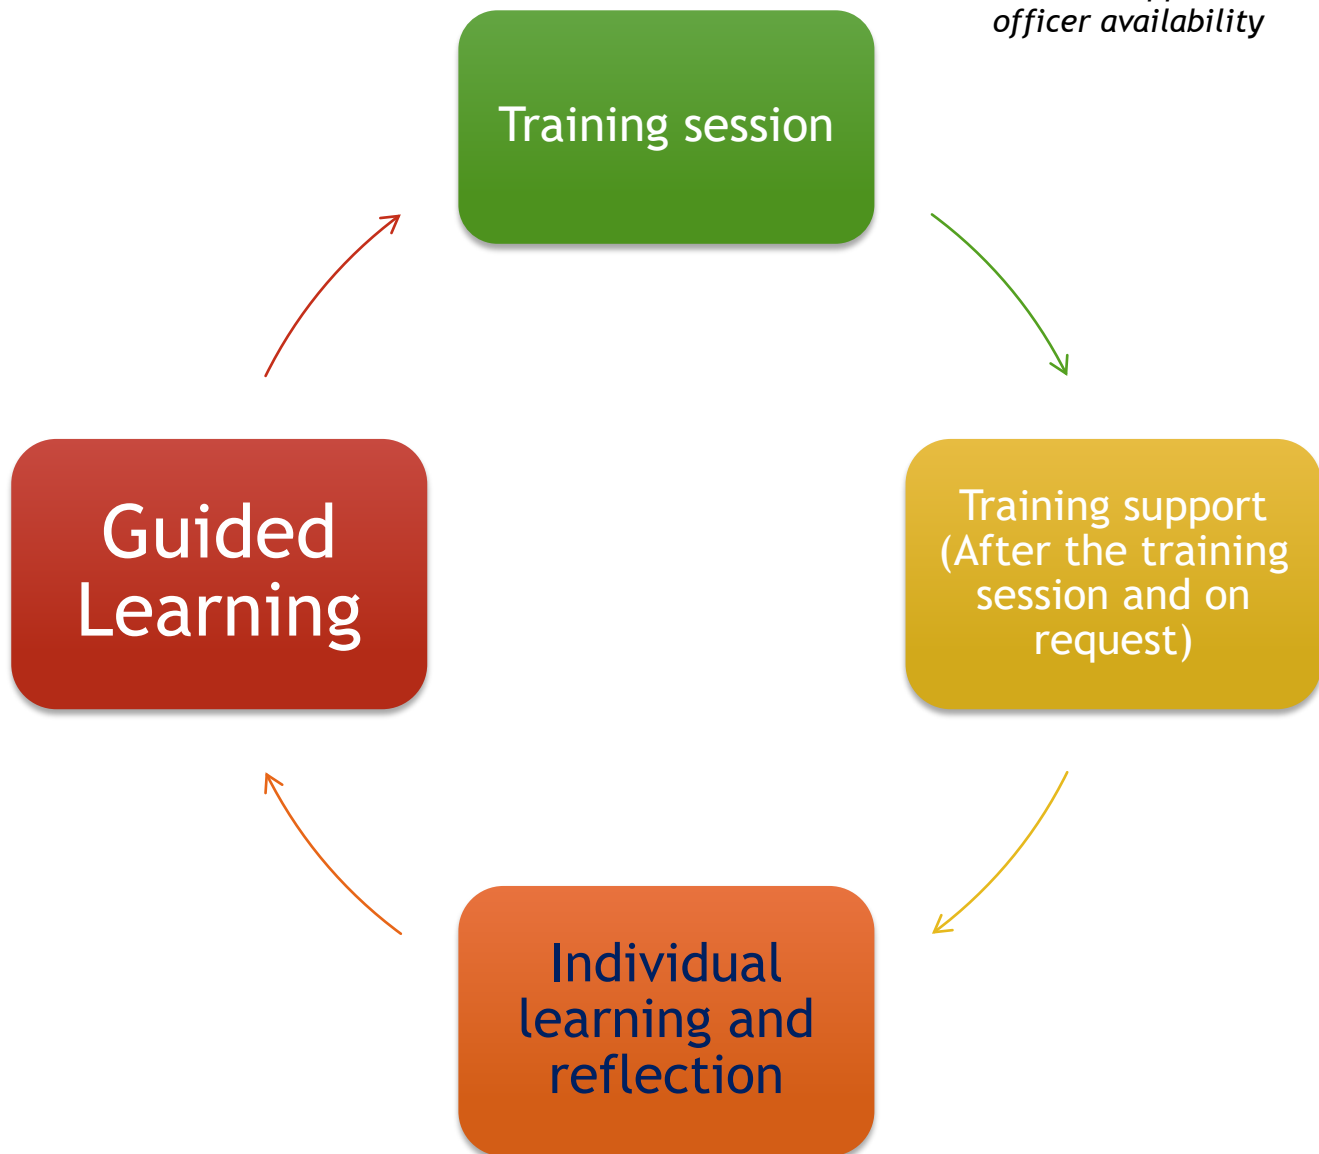 officer availability
Training session
Training support
(After the training
session and on
request)
Individual
learning and
reflection
Guided
Learning